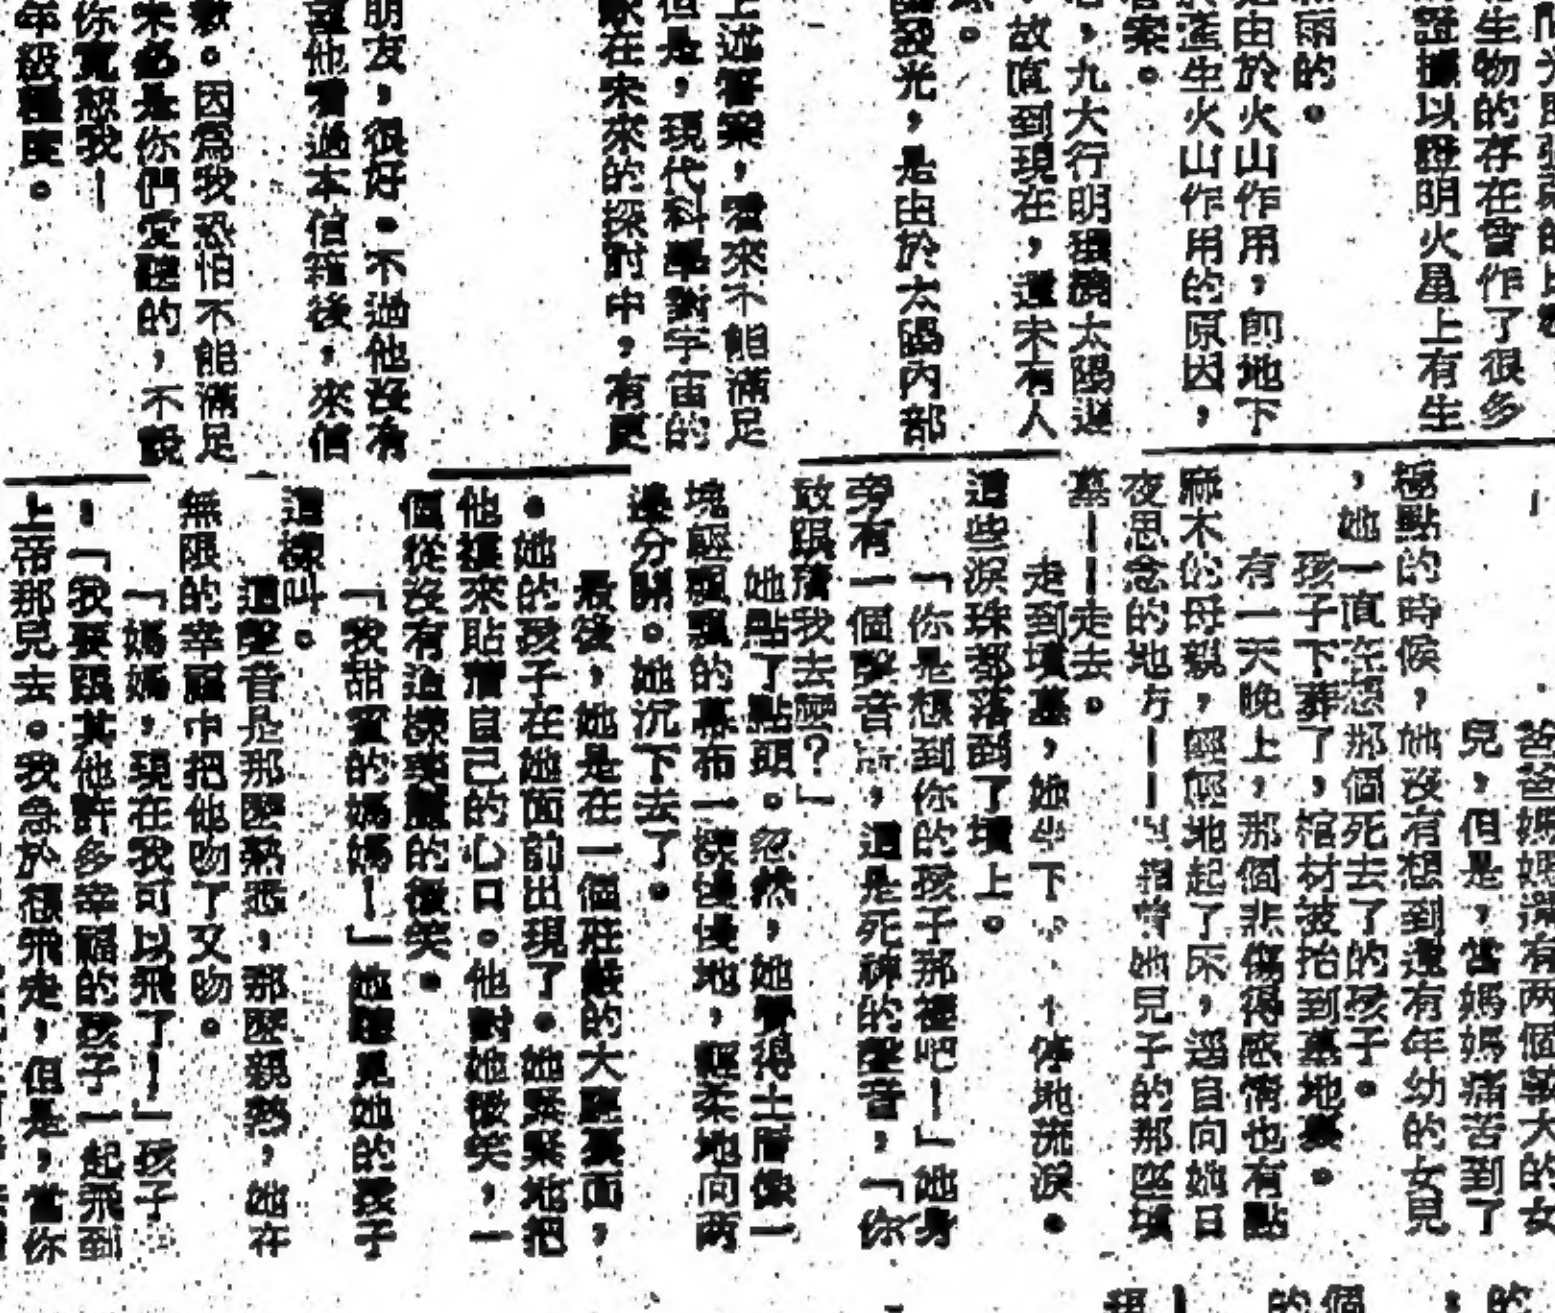 生物的存在曾作了很多
證據以證明火星上有生
雨的。
由於火山作用，即地下
產生火山作用的原因，
答案。
，九大行明環繞太陽運
故直到現在，還未有人
發光，是由於太陽內部
上述答案，看來不能滿足
但是，現代科學對宇宙的
在未來的探討中，有更
朋友，很好。不過他沒有
他看過本信箱後，來信
。因為我恐怕不能滿足
未必是你們愛聽的，不說
你寬恕我！
年級程度。
爸爸媽媽還有两個較大的女
兒，但是，當媽媽痛苦到了
極點的時候，她沒有想到還有年幼的女兒
，她一直在想那個死去了的孩子。
孩子下葬了，棺材被抬到墓地裏。
有一天晚上，那個悲傷得感情也有點
麻木的母親，輕輕地起了床，逕自向她日
夜思念的地方——着她兒子的那座墳
墓——走去。
走到墳墓，她坐下，不停地流淚。
這些淚珠都落到了墳上。
「你是想到你的孩子那裡吧！」她身
旁有一個聲音說，這是死神的聲音，「你
敢跟着我去麼？」
她點了點頭。忽然，她覺得土層像一
塊輕飄飄的幕布一樣慢慢地，輕柔地向两
邊分開。她沉下去了。
最後，她是在一個莊嚴的大廳裏面，
。她的孩子在她面前出現了。她緊緊地把
他摟來貼着自己的心口。他對她微笑，一
個從沒有這樣美麗的微笑。
「我甜蜜的媽媽！」她聽見她的孩子
這樣叫。
這聲音是那麼熟悉，那麼親熱，她在
無限的幸福中把他吻了又吻。
「媽媽，現在我可以飛了！」孩子
：「我要跟其他許多幸福的孩子一起飛到
上帝那兒去。我急於想飛走，但是，當你